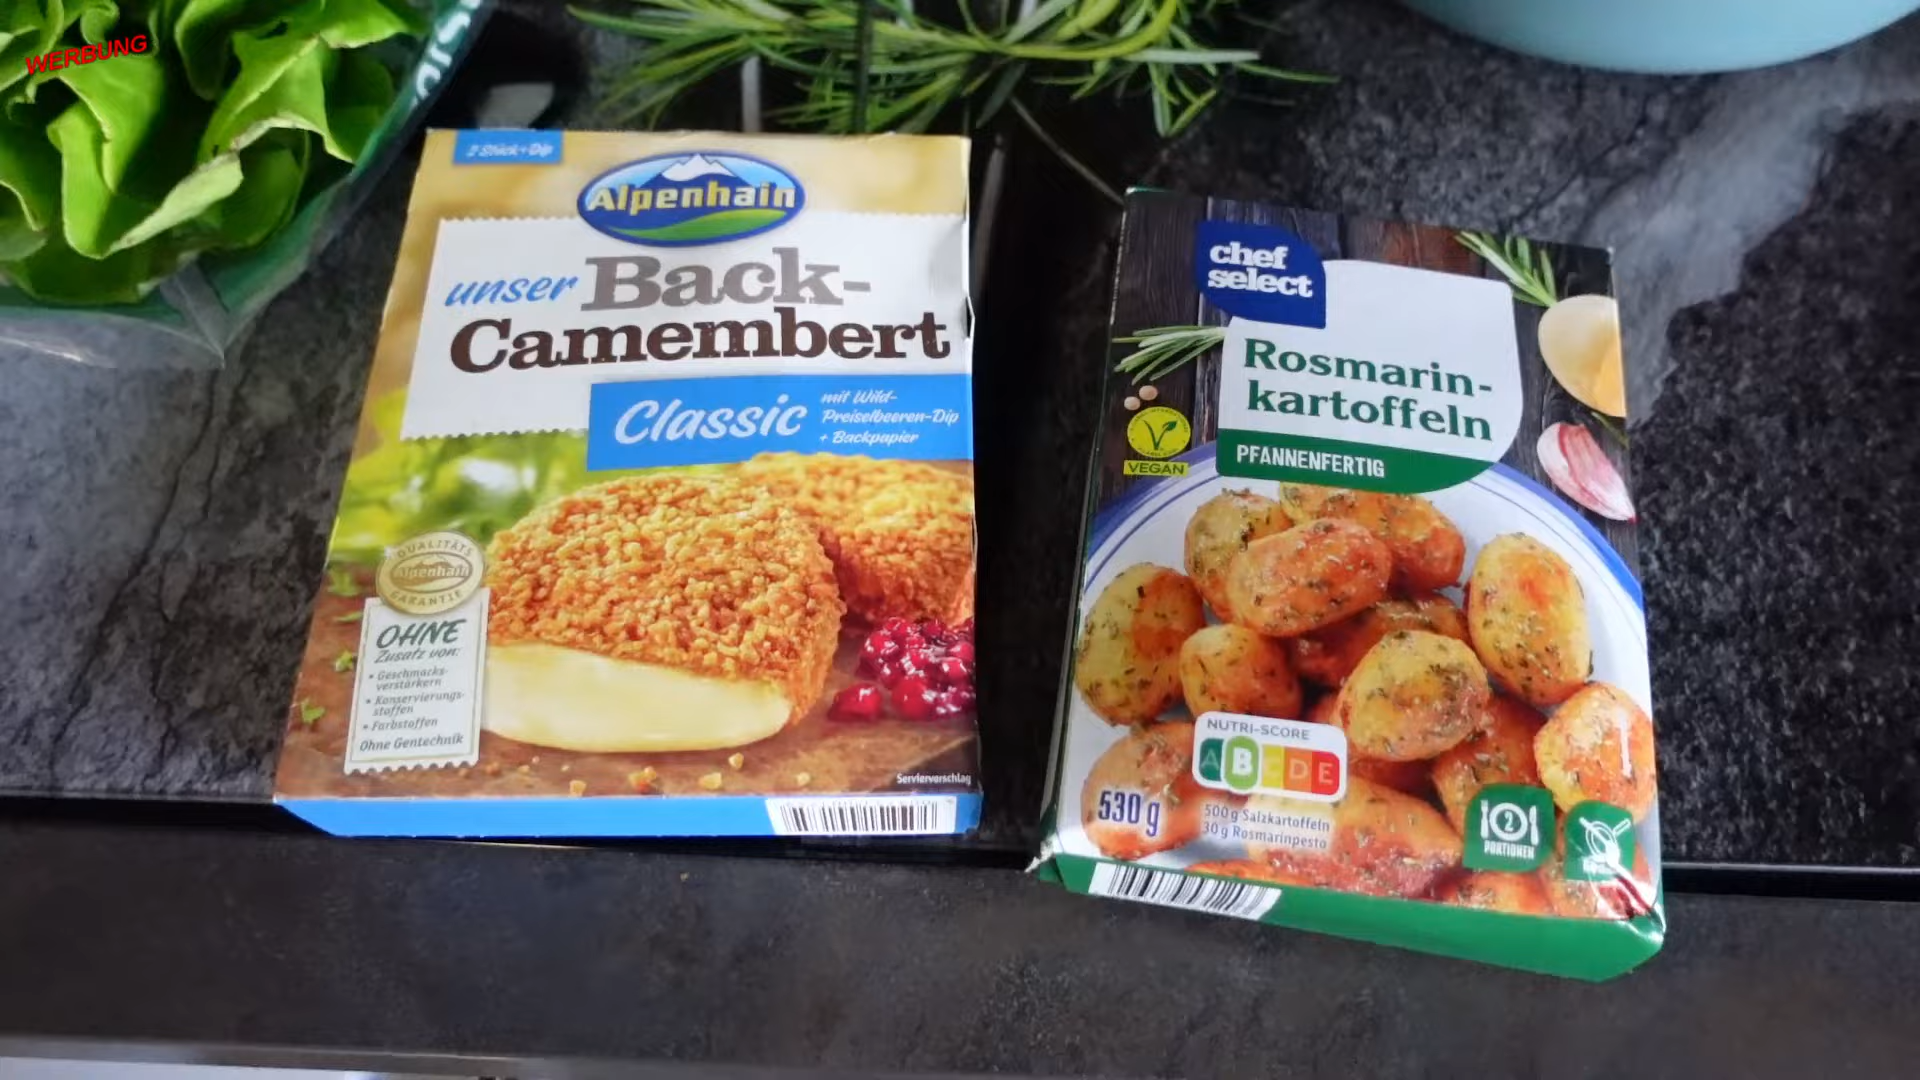 WERBUNG
2 Stück + Dip
Alpenhain
unser Back-
Camembert
Classic
mit Wild-
Preiselbeeren-Dip
+ Backpapier
QUALITÄTS
Alpenhain
GARANTIE
OHNE
Zusatz von:
• Geschmacks-
verstärkern
• Konservierungs-
stoffen
• Farbstoffen
Ohne Gentechnik
Servierverschlag
chef
select
Rosmarin-
kartoffeln
PFANNENFERTIG
VEGAN
NUTRI-SCORE
A B C D E
530 g
500 g Salzkartoffeln
30 g Rosmarinpesto
2
PORTIONEN